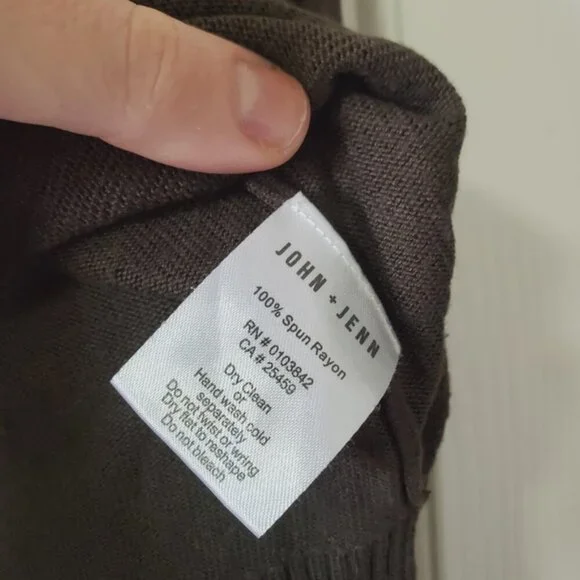 JOHN + JENN
100% Spun Rayon
RN # 0103842
CA # 25459
Dry Clean
or
Hand wash cold
separately
Do not twist or wring
Dry flat to reshape
Do not bleach